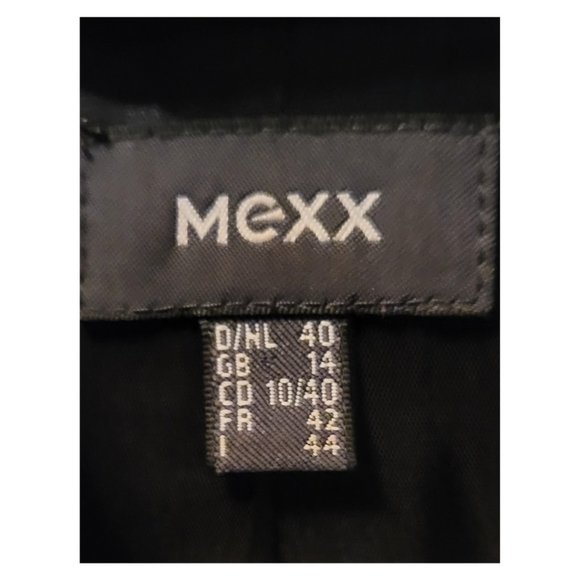 Mexx
D/NL 40
GB 14
CD 10/40
FR 42
I 44